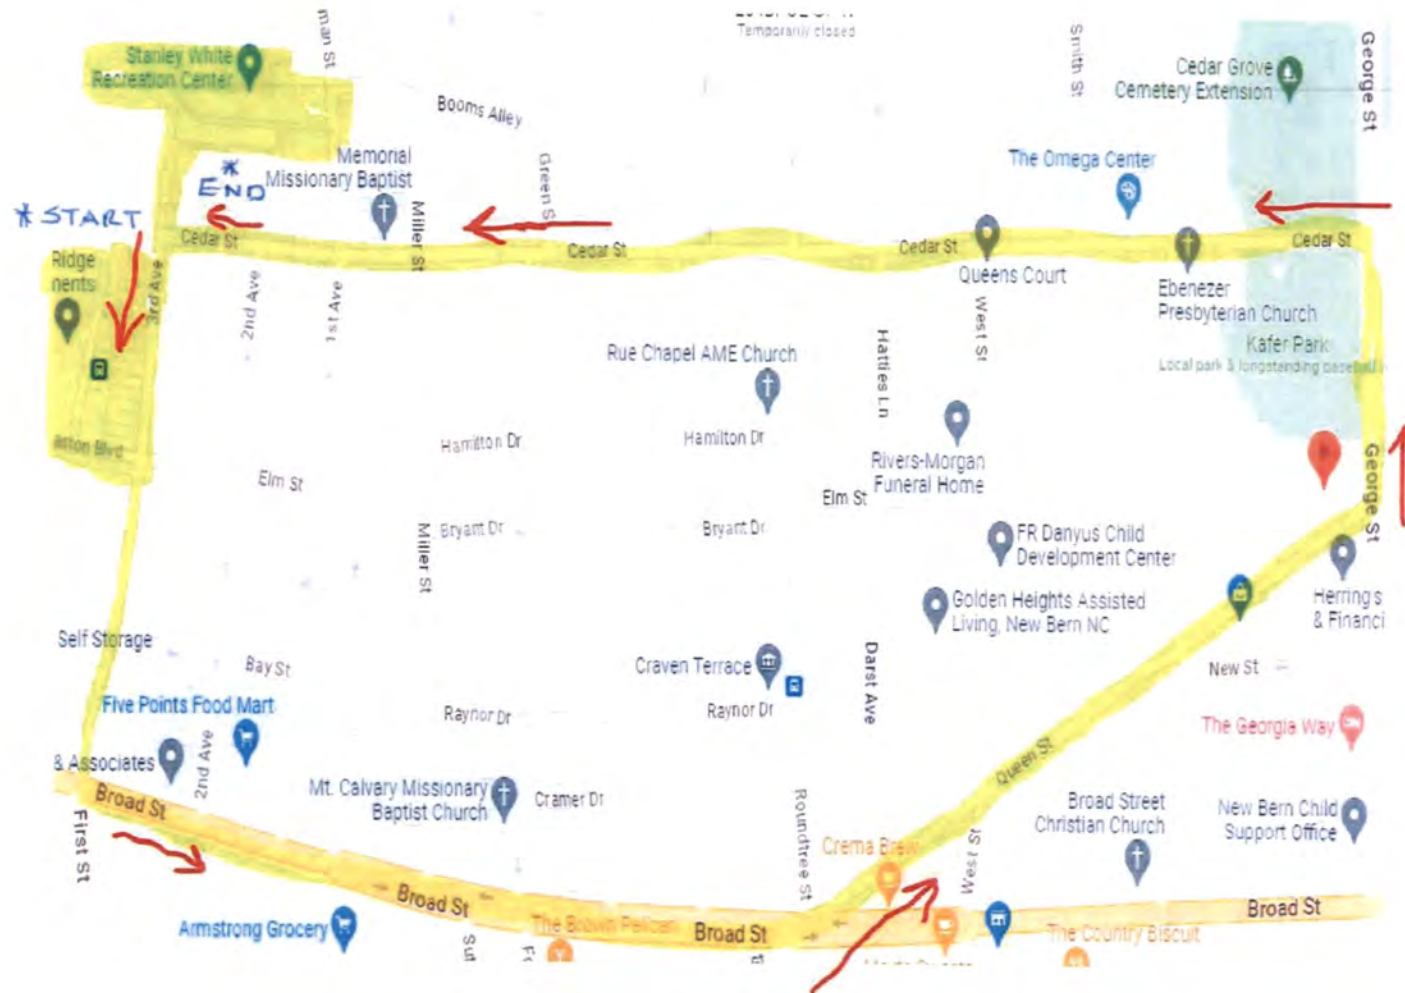 Temporarily closed
man St
Smith St
George St
Stanley White
Recreation Center
Cedar Grove
Cemetery Extension
Booms Alley
Memorial
Missionary Baptist
Green S
The Omega Center
* END
* START
Miller St
Cedar St
Cedar St
Cedar St
Cedar St
Ridge
nents
3rd Ave
2nd Ave
1st Ave
Queens Court
Ebenezer
Presbyterian Church
West St
Hatties Ln
Kafer Park
Local park & longstanding baseball
Rue Chapel AME Church
aston Blvd
Hamilton Dr
Hamilton Dr
Rivers-Morgan
Funeral Home
George St
Elm St
Elm St
Bryant Dr
Bryant Dr
Miller St
FR Danyus Child
Development Center
Golden Heights Assisted
Living, New Bern NC
Herring's
& Financi
Self Storage
Bay St
Craven Terrace
Darst Ave
New St
Five Points Food Mart
Raynor Dr
Raynor Dr
The Georgia Way
& Associates
2nd Ave
Queen St
Mt. Calvary Missionary
Baptist Church
Cramer Dr
Roundtree St
Broad Street
Christian Church
New Bern Child
Support Office
Broad St
First St
Crema Brew
West St
Broad St
Broad St
Broad St
Armstrong Grocery
The Brown Pelican
The Country Biscuit
Sut
Fo